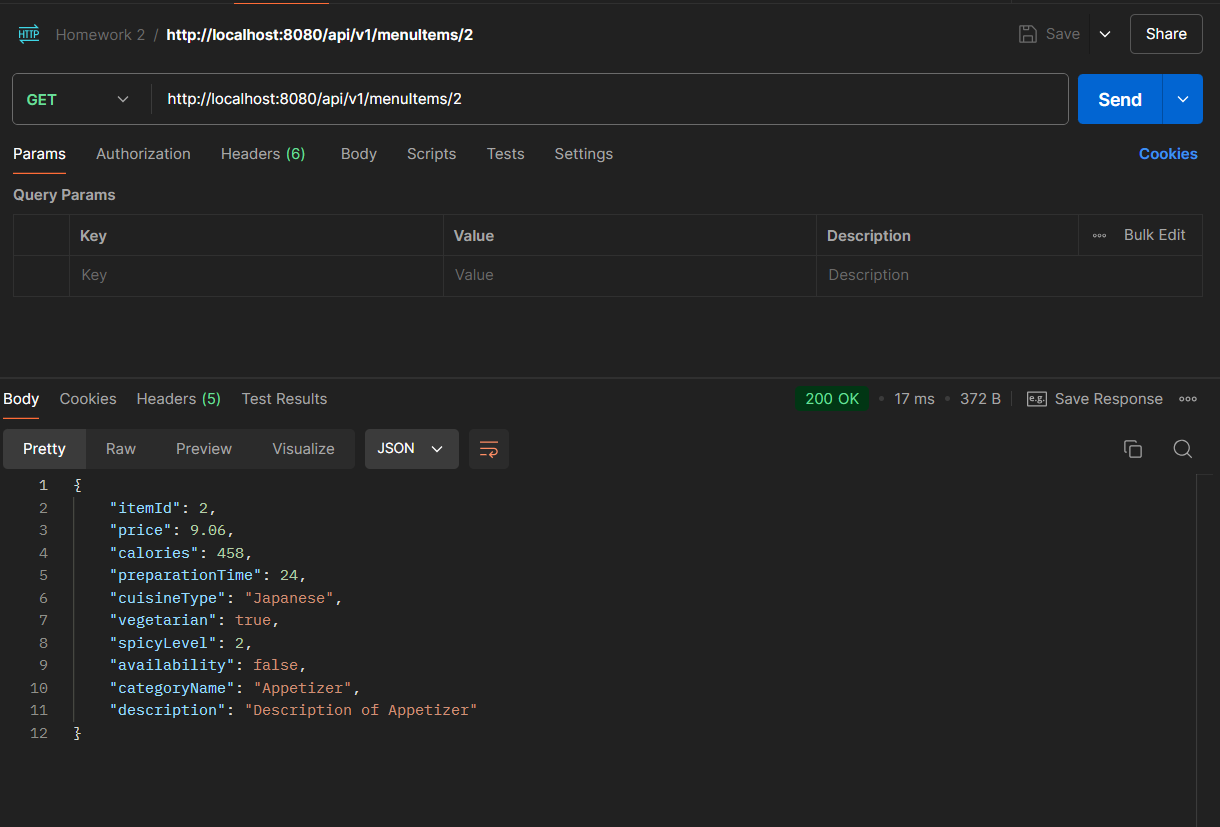 HTTP Homework 2 / http://localhost:8080/api/v1/menuItems/2 Save Share
GET http://localhost:8080/api/v1/menuItems/2 Send
Params Authorization Headers (6) Body Scripts Tests Settings Cookies
Query Params
Key Value Description Bulk Edit
Key Value Description
Body Cookies Headers (5) Test Results 200 OK 17 ms 372 B e.g. Save Response
Pretty Raw Preview Visualize JSON
1 {
2 "itemId": 2,
3 "price": 9.06,
4 "calories": 458,
5 "preparationTime": 24,
6 "cuisineType": "Japanese",
7 "vegetarian": true,
8 "spicyLevel": 2,
9 "availability": false,
10 "categoryName": "Appetizer",
11 "description": "Description of Appetizer"
12 }